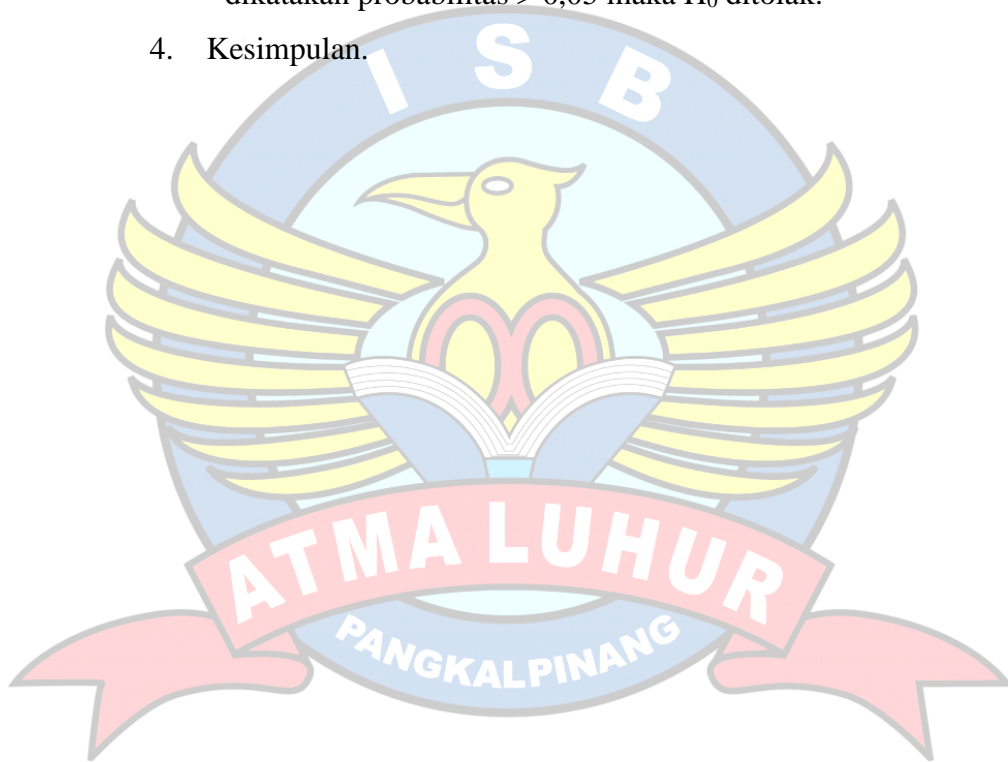 dikatakan probabilitas > 0,05 maka H₀ ditolak.
4. Kesimpulan.
I S B
ATMA LUHUR
PANGKALPINANG